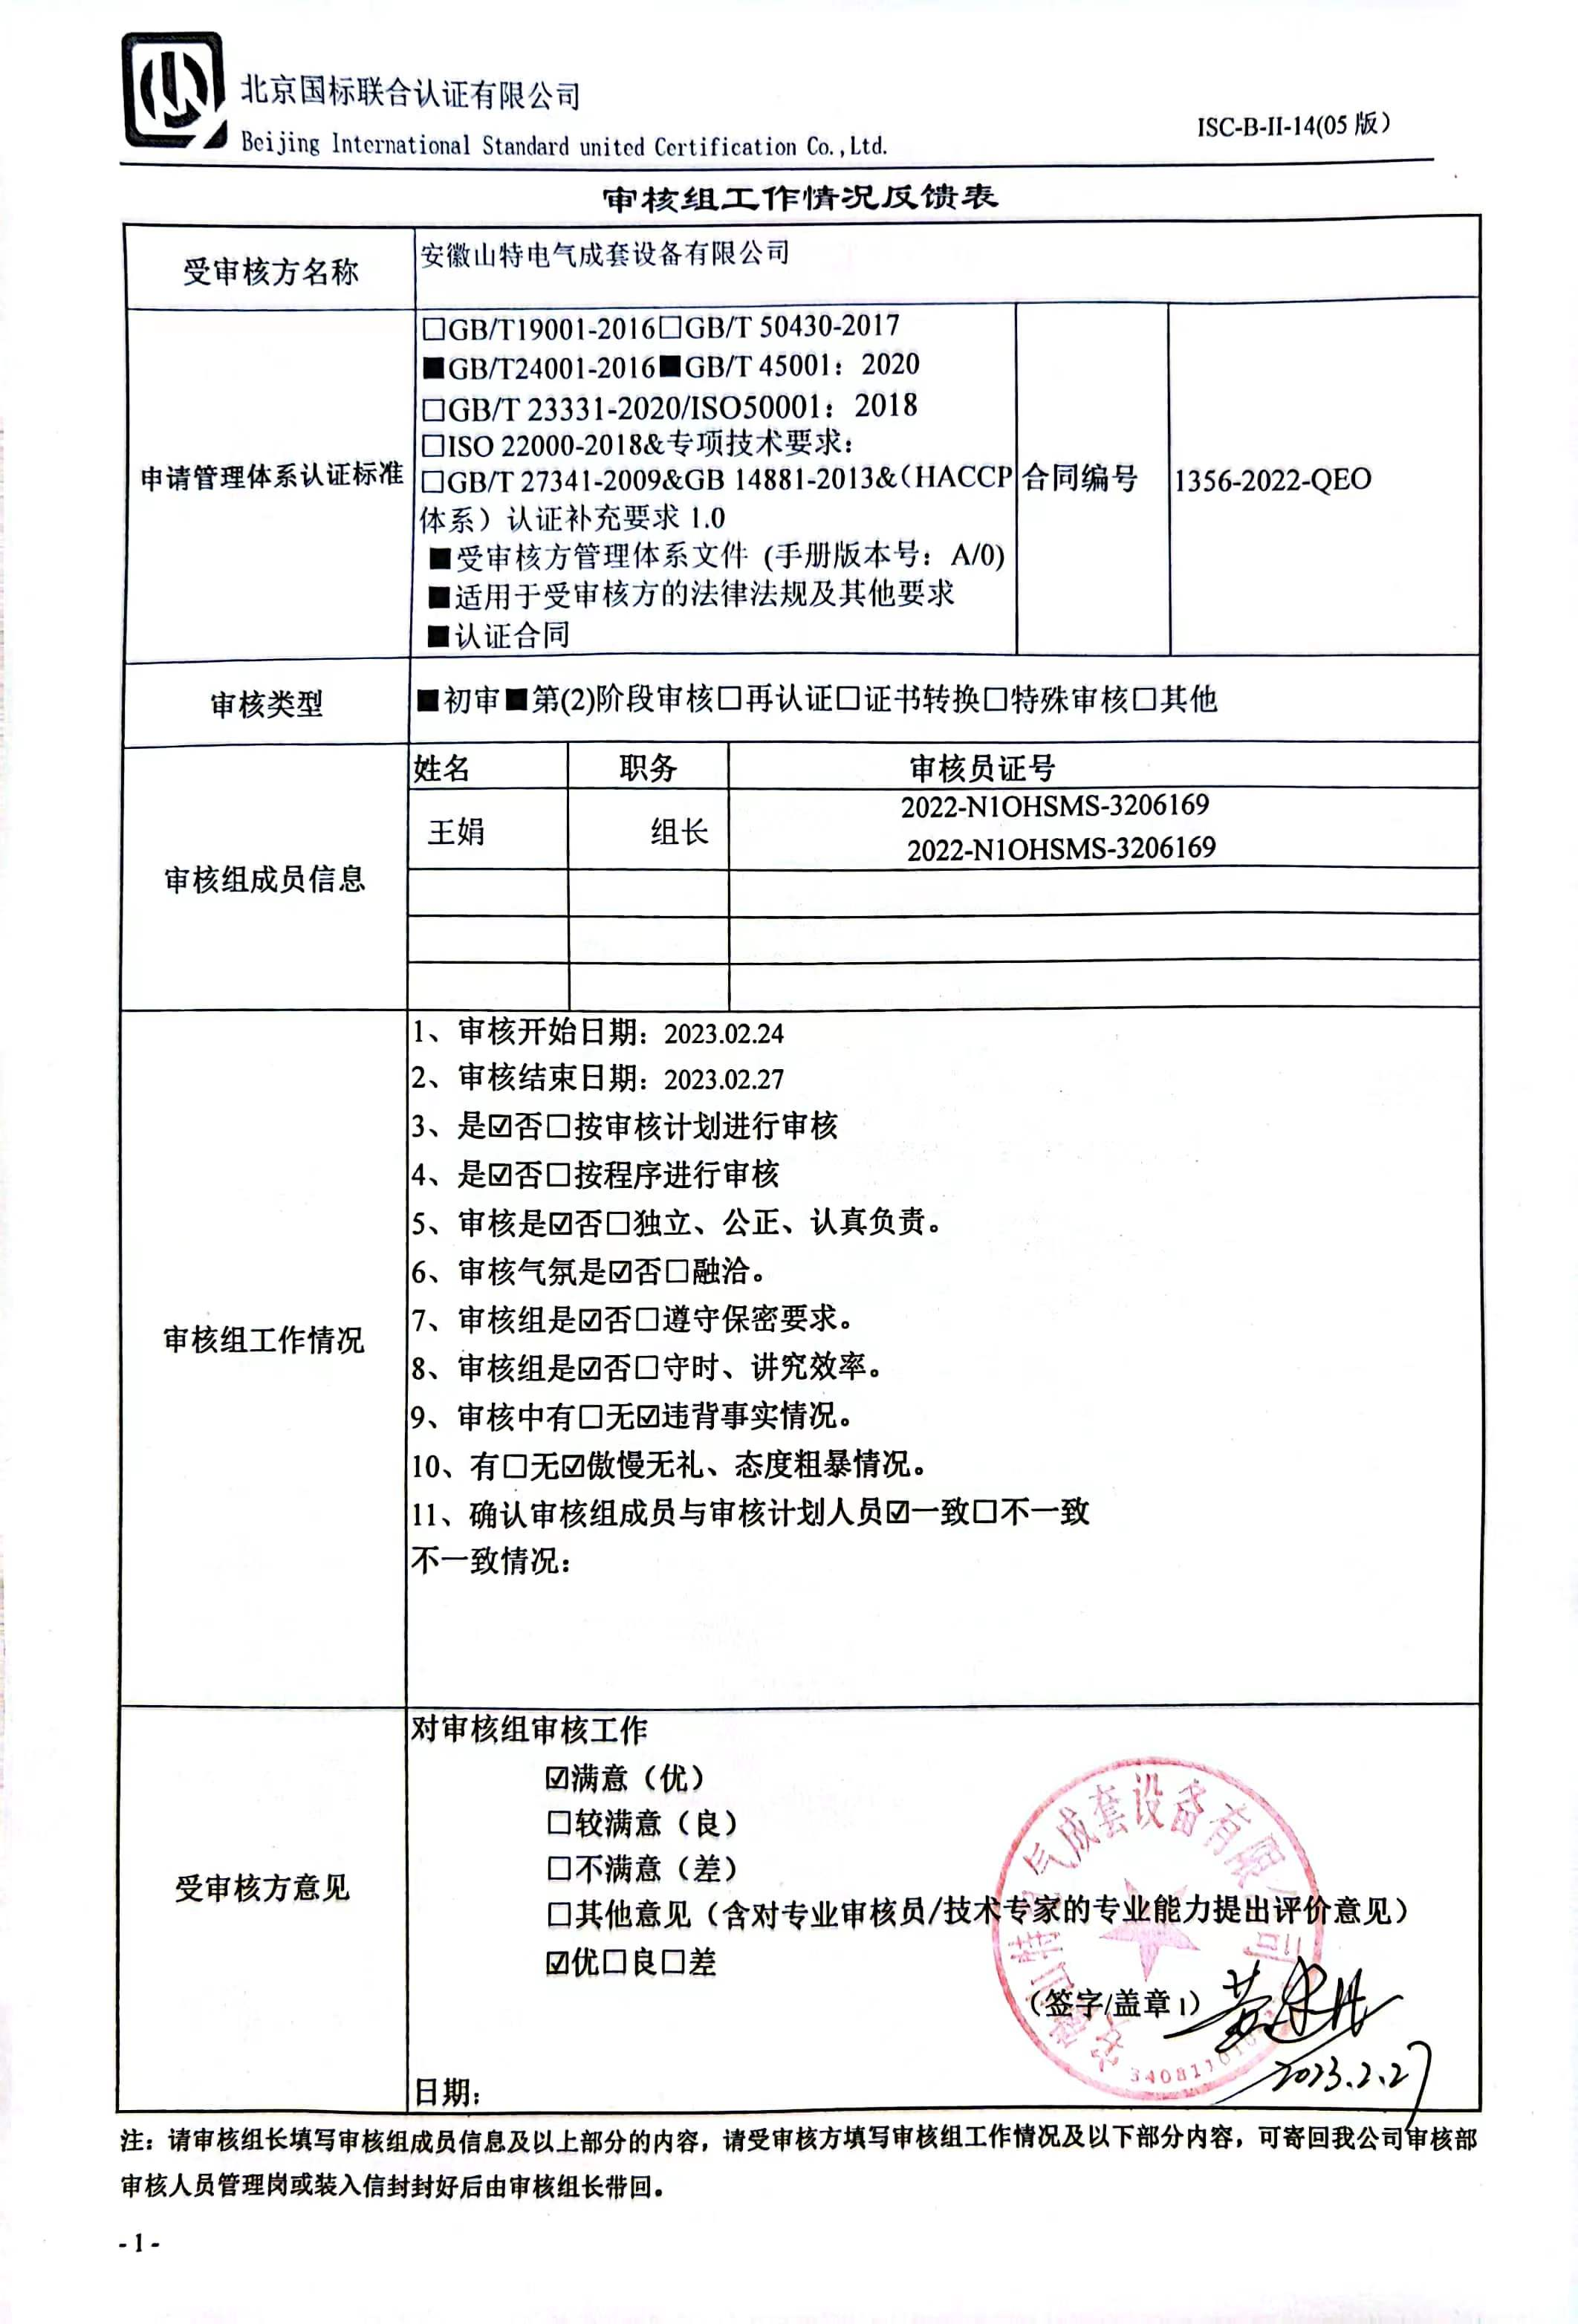 北京国标联合认证有限公司
Beijing International Standard united Certification Co.,Ltd.
ISC-B-II-14(05 版）
审核组工作情况反馈表
受审核方名称
安徽山特电气成套设备有限公司
申请管理体系认证标准
□GB/T19001-2016□GB/T 50430-2017
■GB/T24001-2016■GB/T 45001：2020
□GB/T 23331-2020/ISO50001：2018
□ISO 22000-2018&专项技术要求：
□GB/T 27341-2009&GB 14881-2013&（HACCP
体系）认证补充要求 1.0
■受审核方管理体系文件 (手册版本号：A/0)
■适用于受审核方的法律法规及其他要求
■认证合同
合同编号
1356-2022-QEO
审核类型
■初审■第(2)阶段审核□再认证□证书转换□特殊审核□其他
审核组成员信息
姓名 职务 审核员证号
王娟 组长
2022-N1OHSMS-3206169
2022-N1OHSMS-3206169
审核组工作情况
1、审核开始日期：2023.02.24
2、审核结束日期：2023.02.27
3、是☑否□按审核计划进行审核
4、是☑否□按程序进行审核
5、审核是☑否□独立、公正、认真负责。
6、审核气氛是☑否□融洽。
7、审核组是☑否□遵守保密要求。
8、审核组是☑否□守时、讲究效率。
9、审核中有□无☑违背事实情况。
10、有□无☑傲慢无礼、态度粗暴情况。
11、确认审核组成员与审核计划人员☑一致□不一致
不一致情况：
受审核方意见
对审核组审核工作
☑满意（优）
□较满意（良）
□不满意（差）
□其他意见（含对专业审核员/技术专家的专业能力提出评价意见）
☑优□良□差
（签字/盖章）
2023.2.27
日期：
安徽山特电气成套设备有限公司
注：请审核组长填写审核组成员信息及以上部分的内容，请受审核方填写审核组工作情况及以下部分内容，可寄回我公司审核部
审核人员管理岗或装入信封封好后由审核组长带回。
- 1 -